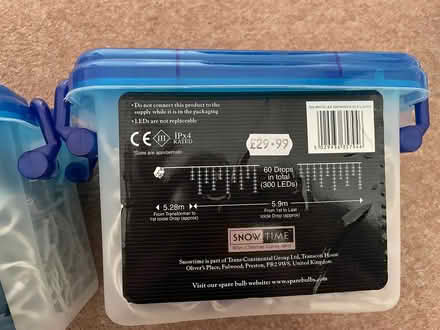 • Do not connect this product to the
supply while it is in the packaging
• LEDs are not replaceable
CE III IPx4
RATED
*Sizes are approximate.
£29.99
60 Drops
in total
(300 LEDs)
5.28m
From Transformer to
1st Icicle Drop (approx)
5.9m
From 1st to Last
Icicle Drop (approx)
SNOWTIME
Snowtime is part of Trans-Continental Group Ltd, Transcon House
Oliver's Place, Fulwood, Preston, PR2 9WS, United Kingdom.
Visit our spare bulb website: www.sparebulbs.com